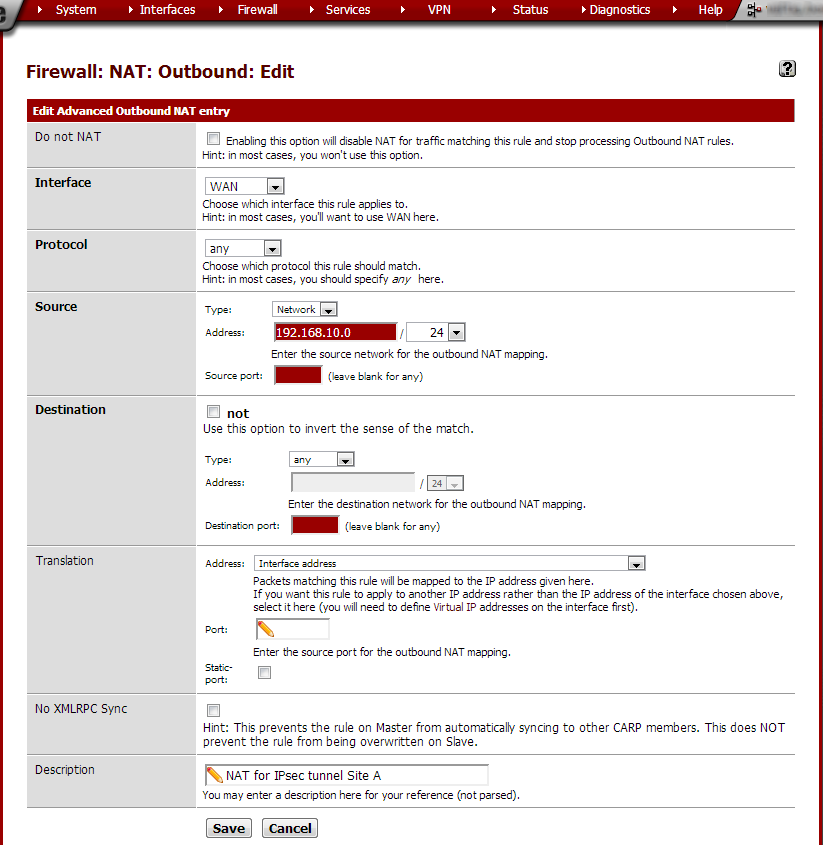 System Interfaces Firewall Services VPN Status Diagnostics Help
Firewall: NAT: Outbound: Edit
?
Edit Advanced Outbound NAT entry
Do not NAT
Enabling this option will disable NAT for traffic matching this rule and stop processing Outbound NAT rules.
Hint: in most cases, you won't use this option.
Interface
WAN
Choose which interface this rule applies to.
Hint: in most cases, you'll want to use WAN here.
Protocol
any
Choose which protocol this rule should match.
Hint: in most cases, you should specify any here.
Source
Type: Network
Address: 192.168.10.0 / 24
Enter the source network for the outbound NAT mapping.
Source port: (leave blank for any)
Destination
not
Use this option to invert the sense of the match.
Type: any
Address: / 24
Enter the destination network for the outbound NAT mapping.
Destination port: (leave blank for any)
Translation
Address: Interface address
Packets matching this rule will be mapped to the IP address given here.
If you want this rule to apply to another IP address rather than the IP address of the interface chosen above,
select it here (you will need to define Virtual IP addresses on the interface first).
Port:
Enter the source port for the outbound NAT mapping.
Static-
port:
No XMLRPC Sync
Hint: This prevents the rule on Master from automatically syncing to other CARP members. This does NOT
prevent the rule from being overwritten on Slave.
Description
NAT for IPsec tunnel Site A
You may enter a description here for your reference (not parsed).
Save Cancel